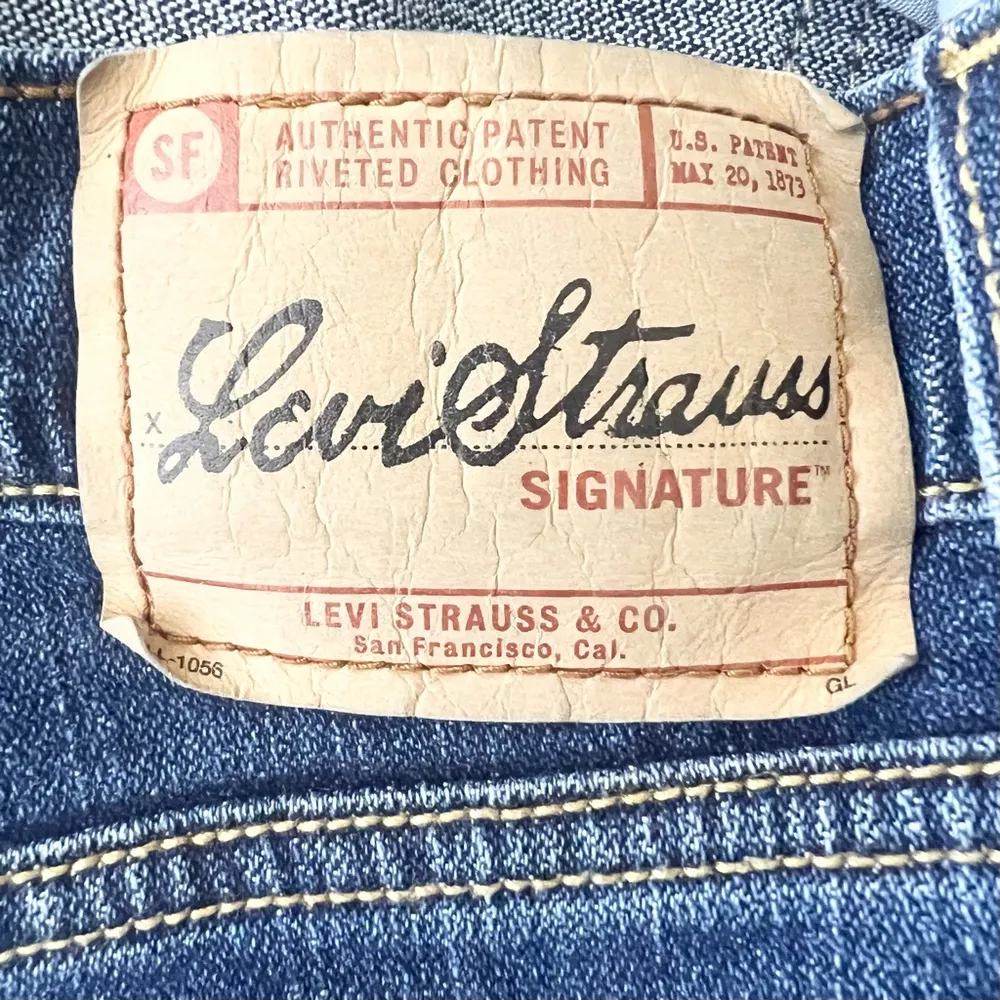 SF
AUTHENTIC PATENT
RIVETED CLOTHING
U.S. PATENT
MAY 20, 1873
Levi Strauss
X
SIGNATURE™
LEVI STRAUSS & CO.
San Francisco, Cal.
-1056
GL